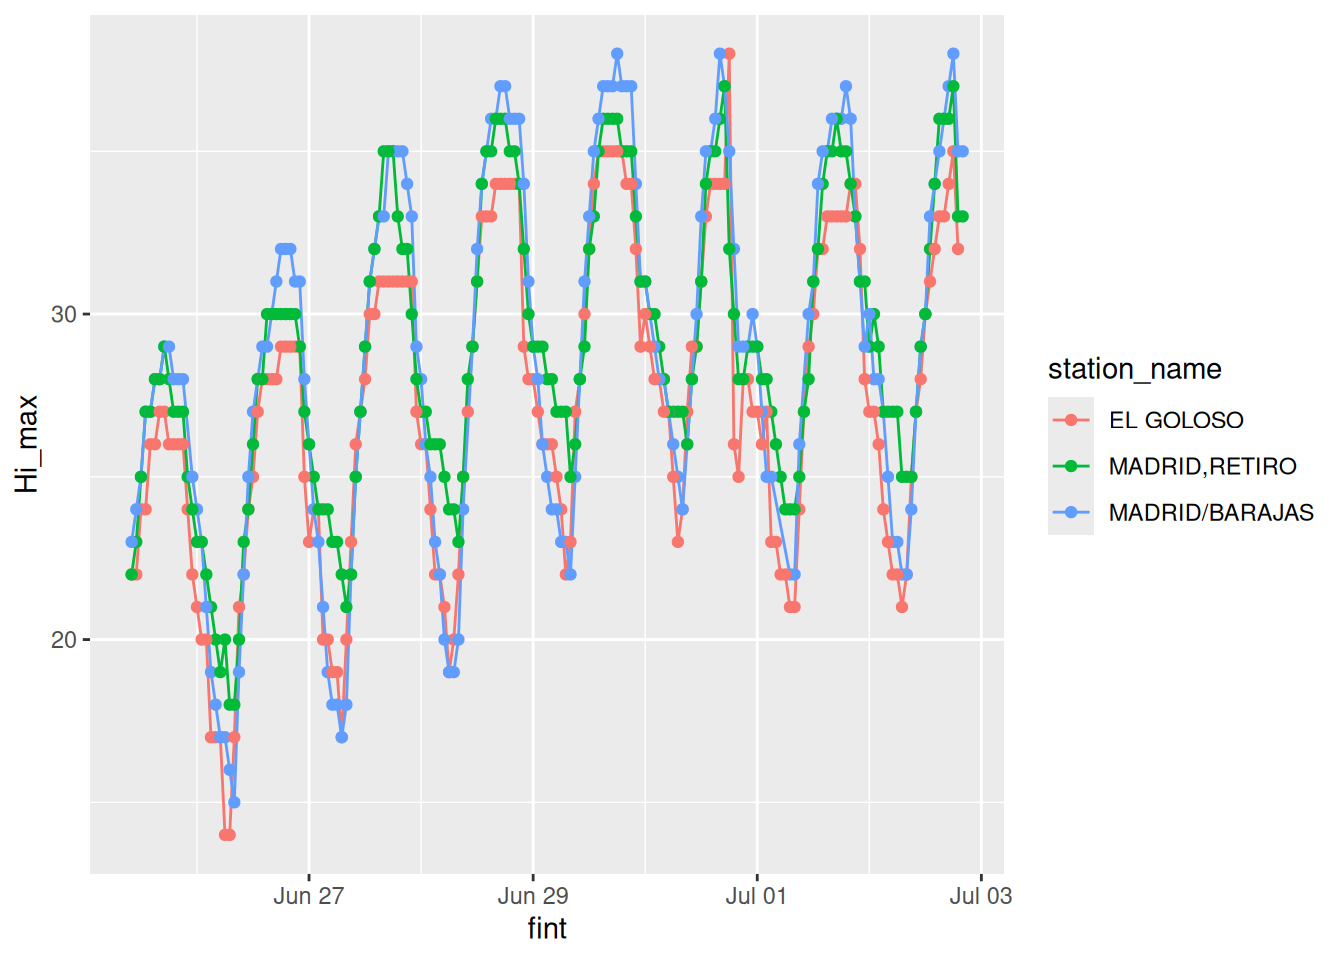 Hi_max
30
20
Jun 27
Jun 29
Jul 01
Jul 03
fint
station_name
EL GOLOSO
MADRID,RETIRO
MADRID/BARAJAS